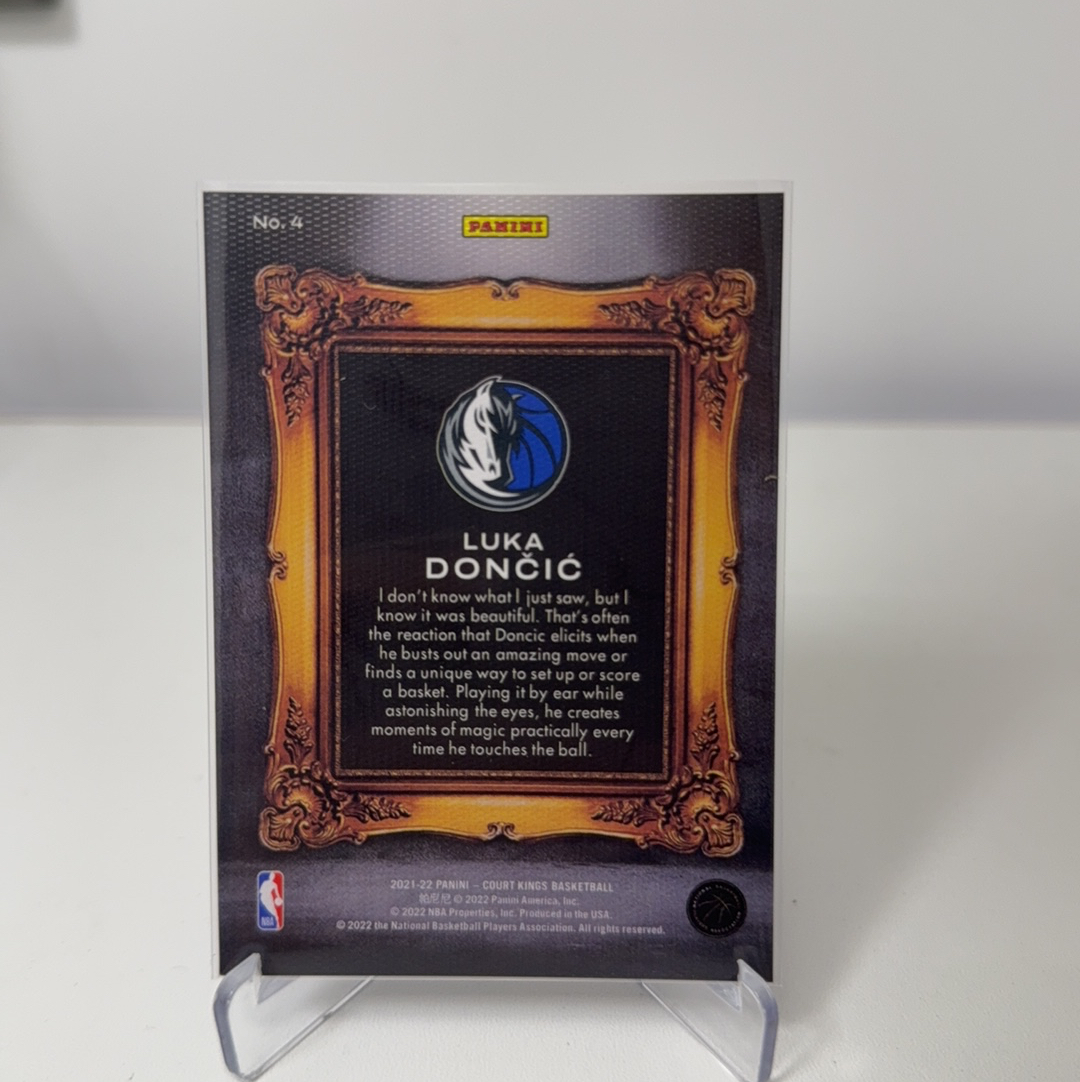 No. 4
PANINI
LUKA
DONČIĆ
I don't know what I just saw, but I
know it was beautiful. That's often
the reaction that Doncic elicits when
he busts out an amazing move or
finds a unique way to set up or score
a basket. Playing it by ear while
astonishing the eyes, he creates
moments of magic practically every
time he touches the ball.
2021-22 PANINI – COURT KINGS BASKETBALL
帕尼尼 © 2022 Panini America, Inc.
© 2022 NBA Properties, Inc. Produced in the USA.
© 2022 the National Basketball Players Association. All rights reserved.
NBA